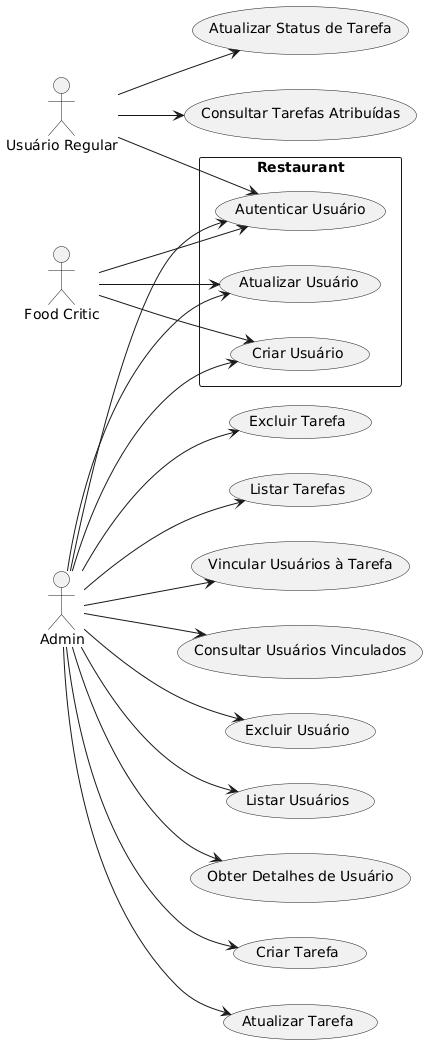 Atualizar Status de Tarefa
Usuário Regular
Consultar Tarefas Atribuídas
Restaurant
Autenticar Usuário
Food Critic
Atualizar Usuário
Criar Usuário
Excluir Tarefa
Listar Tarefas
Vincular Usuários à Tarefa
Admin
Consultar Usuários Vinculados
Excluir Usuário
Listar Usuários
Obter Detalhes de Usuário
Criar Tarefa
Atualizar Tarefa